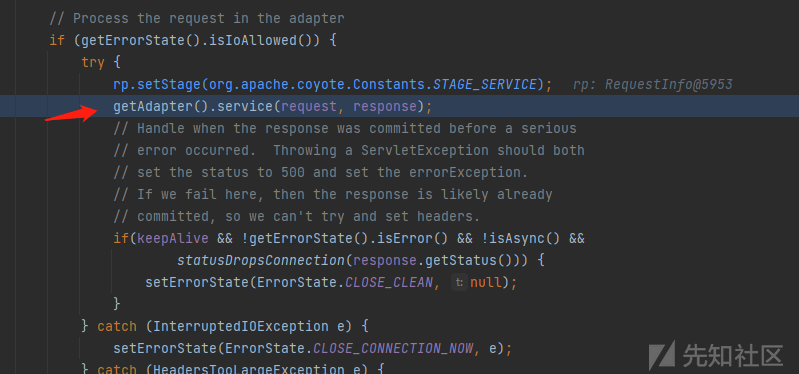 // Process the request in the adapter
if (getErrorState().isIoAllowed()) {
try {
rp.setStage(org.apache.coyote.Constants.STAGE_SERVICE); rp: RequestInfo@5953
getAdapter().service(request, response);
// Handle when the response was committed before a serious
// error occurred.  Throwing a ServletException should both
// set the status to 500 and set the errorException.
// If we fail here, then the response is likely already
// committed, so we can't try and set headers.
if(keepAlive && !getErrorState().isError() && !isAsync() &&
statusDropsConnection(response.getStatus())) {
setErrorState(ErrorState.CLOSE_CLEAN, t: null);
}
} catch (InterruptedIOException e) {
setErrorState(ErrorState.CLOSE_CONNECTION_NOW, e);
} catch (HeadersTooLargeException e) {
先知社区